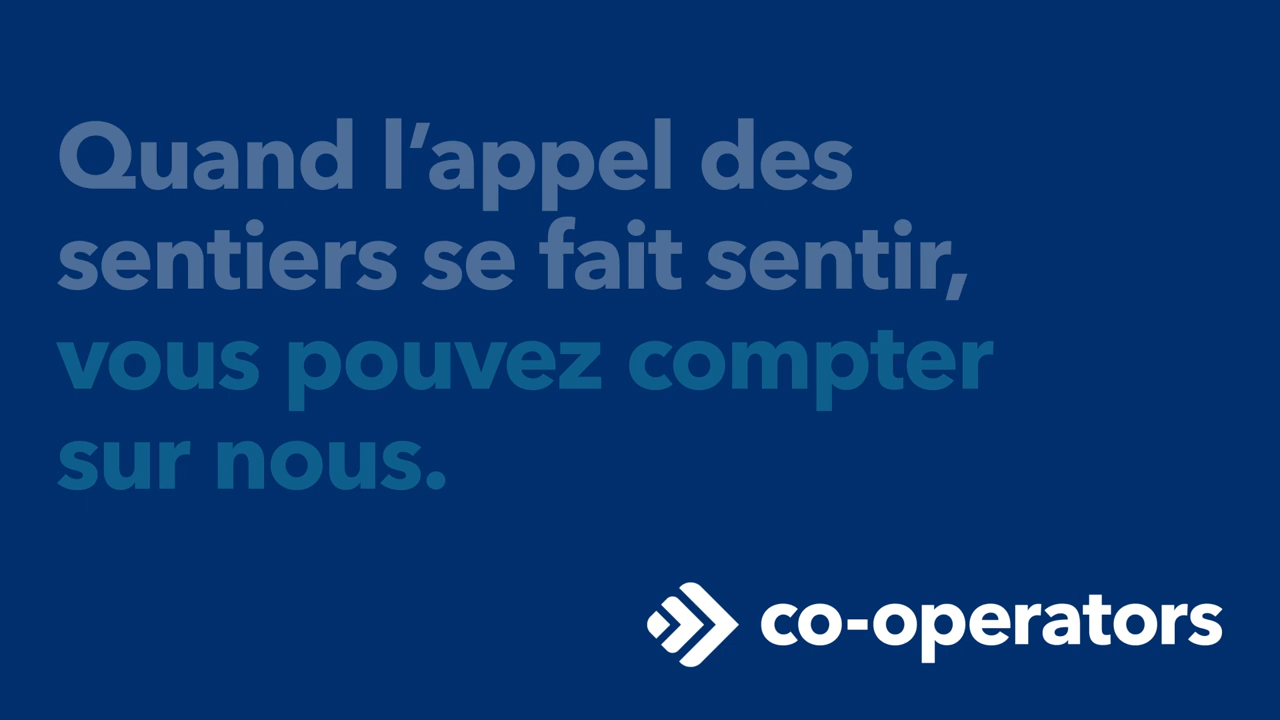 Quand l’appel des
sentiers se fait sentir,
vous pouvez compter
sur nous.
co-operators